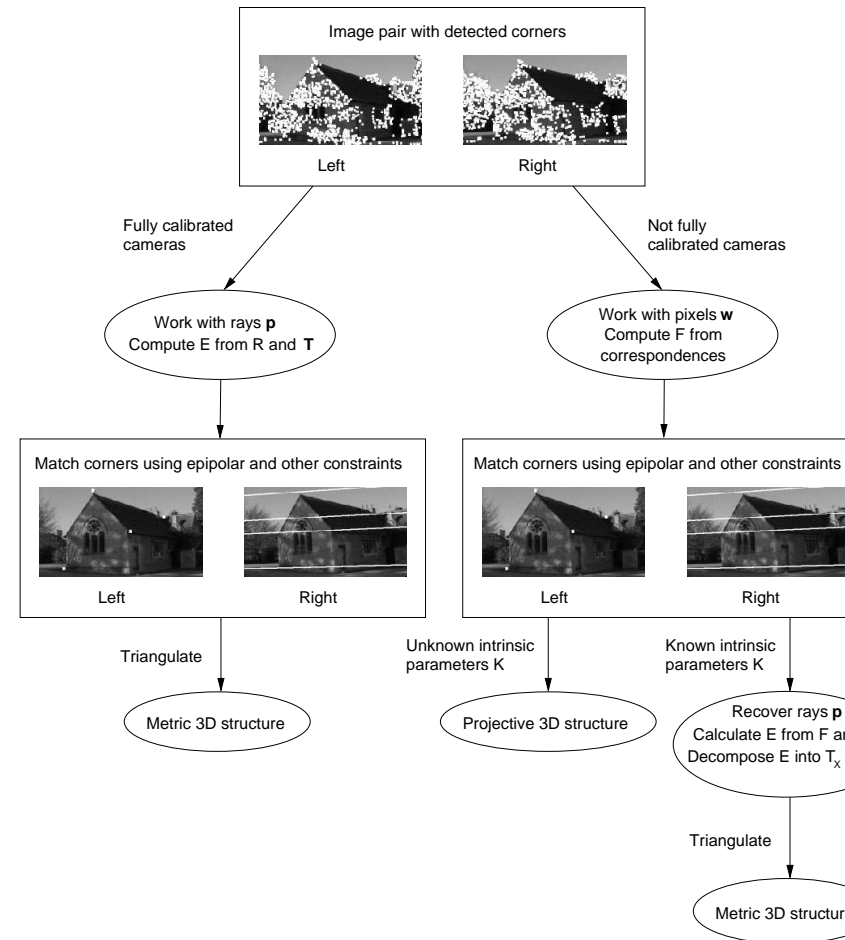 Image pair with detected corners
Left
Right
Fully calibrated
cameras
Not fully
calibrated cameras
Work with rays p
Compute E from R and T
Work with pixels w
Compute F from
correspondences
Match corners using epipolar and other constraints
Left
Right
Match corners using epipolar and other constraints
Left
Right
Triangulate
Unknown intrinsic
parameters K
Known intrinsic
parameters K
Metric 3D structure
Projective 3D structure
Recover rays p
Calculate E from F
Decompose E into Tx
Triangulate
Metric 3D